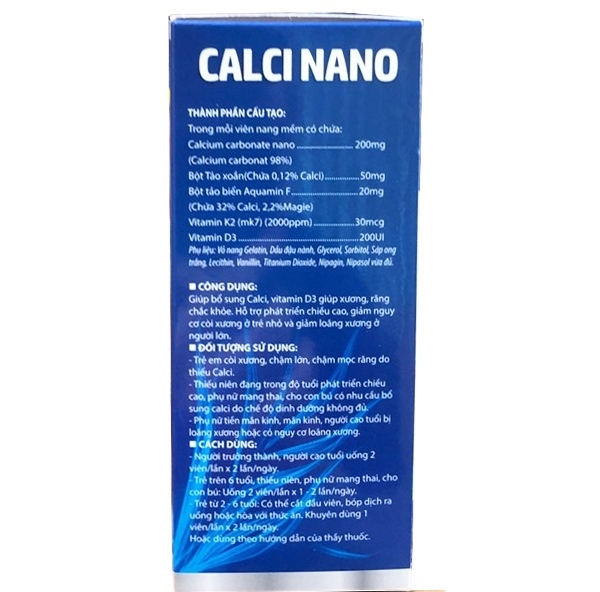 CALCI NANO
THÀNH PHẦN CẤU TẠO:
Trong mỗi viên nang mềm có chứa:
Calcium carbonate nano ........................ 200mg
(Calcium carbonat 98%)
Bột Tảo xoắn(Chứa 0,12% Calci).............. 50mg
Bột tảo biển Aquamin F............................ 20mg
(Chứa 32% Calci, 2,2%Magie)
Vitamin K2 (mk7) (2000ppm) ................ 30mcg
Vitamin D3 .............................................200UI
Phụ liệu: Vỏ nang Gelatin, Dầu đậu nành, Glycerol, Sorbitol, Sáp ong
trắng, Lecithin, Vanillin, Titanium Dioxide, Nipagin, Nipasol vừa đủ.
■ CÔNG DỤNG:
Giúp bổ sung Calci, vitamin D3 giúp xương, răng
chắc khỏe. Hỗ trợ phát triển chiều cao, giảm nguy
cơ còi xương ở trẻ nhỏ và giảm loãng xương ở
người lớn.
■ ĐỐI TƯỢNG SỬ DỤNG:
- Trẻ em còi xương, chậm lớn, chậm mọc răng do
thiếu Calci.
- Thiếu niên đang trong độ tuổi phát triển chiều
cao, phụ nữ mang thai, cho con bú có nhu cầu bổ
sung calci do chế độ dinh dưỡng không đủ.
- Phụ nữ tiền mãn kinh, mãn kinh, người cao tuổi bị
loãng xương hoặc có nguy cơ loãng xương.
■ CÁCH DÙNG:
- Người trưởng thành, người cao tuổi uống 2
viên/lần x 2 lần/ngày.
- Trẻ trên 6 tuổi, thiếu niên, phụ nữ mang thai, cho
con bú: Uống 2 viên/lần x 1 - 2 lần/ngày.
- Trẻ từ 2 - 6 tuổi: Có thể cắt đầu viên, bóp dịch ra
uống hoặc hòa với thức ăn. Khuyên dùng 1
viên/lần x 2 lần/ngày.
Hoặc dùng theo hướng dẫn của thầy thuốc.